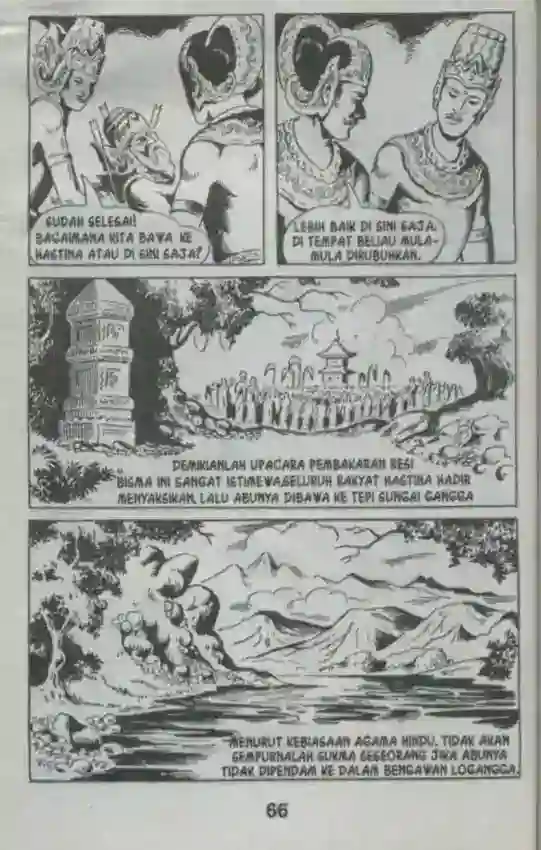 SUDAH SELESAI!
BAGAIMANA KITA BAWA KE
HASTINA ATAU DI SINI SAJA?
LEBIH BAIK DI SINI SAJA.
DI TEMPAT BELIAU MULA-
MULA DIRUBUHKAN.
DEMIKIANLAH UPACARA PEMBAKARAN RESI
BISMA INI SANGAT ISTIMEWA.SELURUH RAKYAT HASTINA HADIR
MENYAKSIKAN. LALU ABUNYA DIBAWA KE TEPI SUNGAI GANGGA
MENURUT KEBIASAAN AGAMA HINDU, TIDAK AKAN
SEMPURNALAH SUKMA SESEORANG JIKA ABUNYA
TIDAK DIPENDAM KE DALAM BENGAWAN LOGANGGA.
66